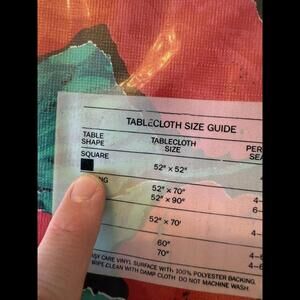 TABLECLOTH SIZE GUIDE
TABLE SHAPE TABLECLOTH SIZE PER SEA
SQUARE 52" x 52"
NG 52" x 70" 4–
52" x 90" 6–
52" x 70' 4–
60" 4–
70" 6–
EASY CARE VINYL SURFACE WITH 100% POLYESTER BACKING.
WIPE CLEAN WITH DAMP CLOTH DO NOT MACHINE WASH